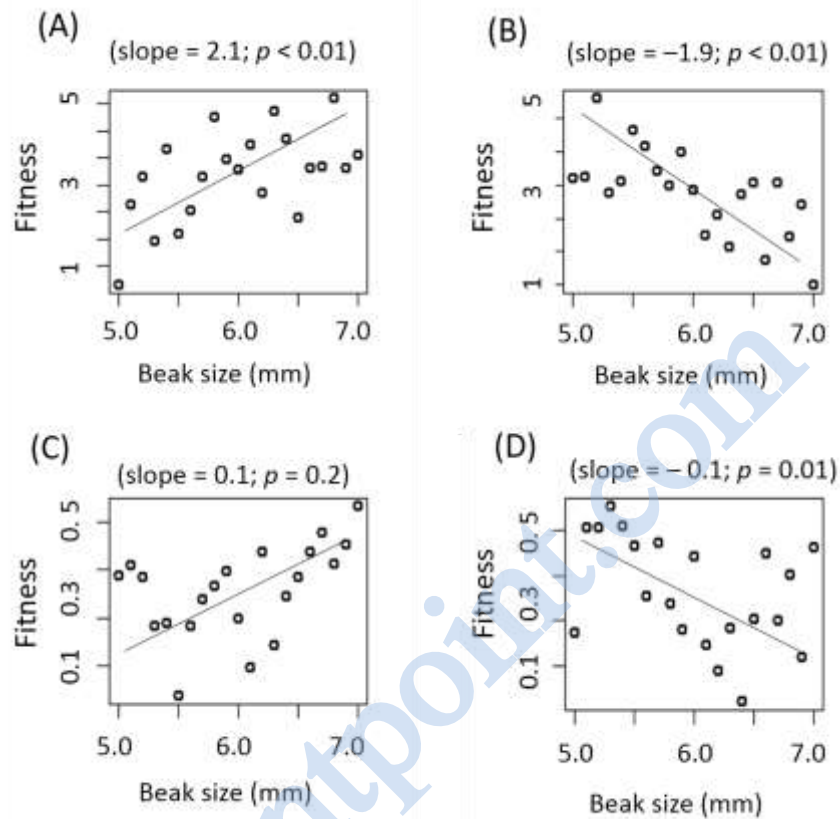 (A)
(slope = 2.1; p < 0.01)
5
3
1
Fitness
5.0 6.0 7.0
Beak size (mm)
(B)
(slope = –1.9; p < 0.01)
5
3
1
Fitness
5.0 6.0 7.0
Beak size (mm)
(C)
(slope = 0.1; p = 0.2)
0.5
0.3
0.1
Fitness
5.0 6.0 7.0
Beak size (mm)
(D)
(slope = – 0.1; p = 0.01)
0.5
0.3
0.1
Fitness
5.0 6.0 7.0
Beak size (mm)
ntpoint.com